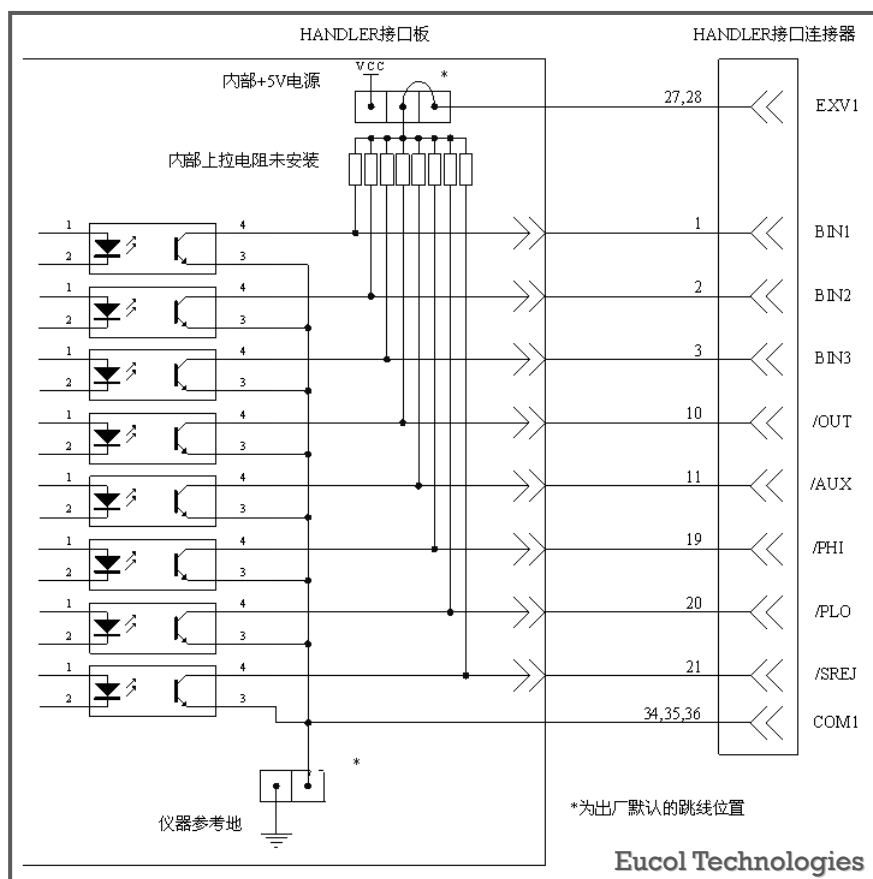 HANDLER接口板
HANDLER接口连接器
VCC
*
内部+5V电源
27,28
EXV1
内部上拉电阻未安装
1
4
1
BIN1
2
3
1
4
2
BIN2
2
3
1
4
3
BIN3
2
3
1
4
10
/OUT
2
3
1
4
11
/AUX
2
3
1
4
19
/PHI
2
3
1
4
20
/PLO
2
3
1
4
21
/SREJ
2
3
34,35,36
COM1
*
*为出厂默认的跳线位置
仪器参考地
Eucol Technologies